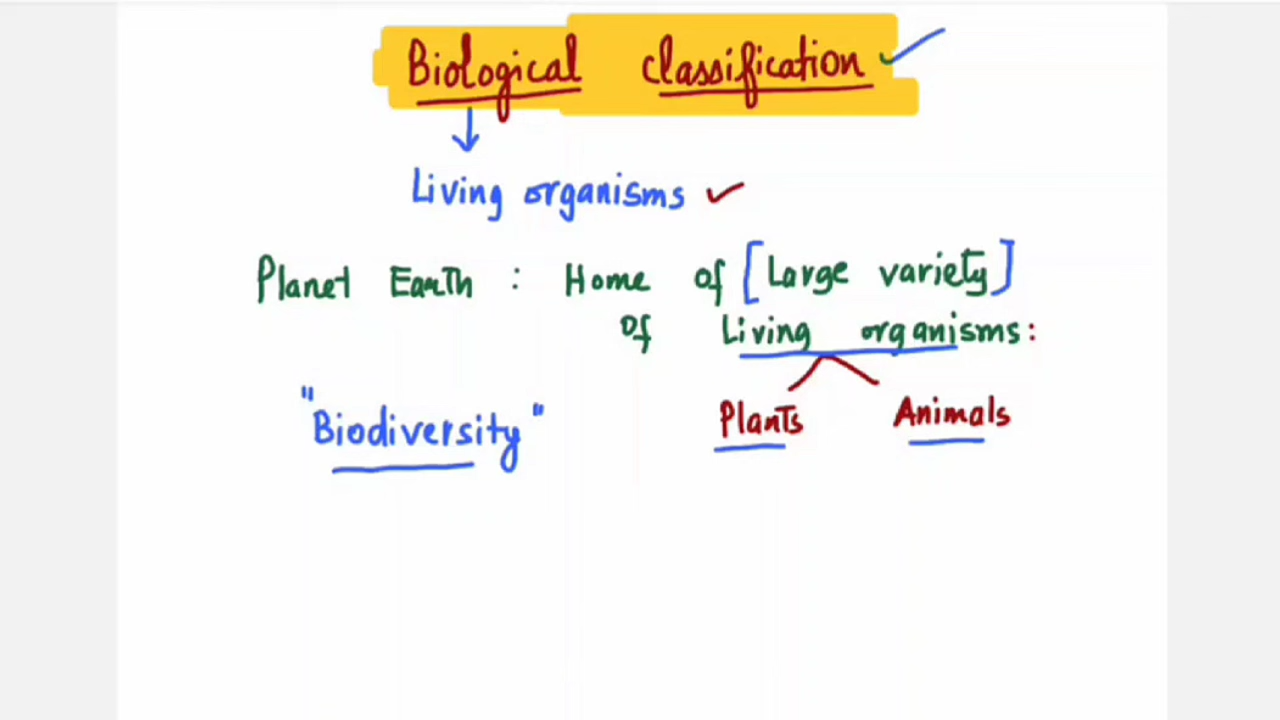 Biological classification
Living organisms
Planet Earth : Home of [Large variety]
of Living organisms:
Plants Animals
"Biodiversity"